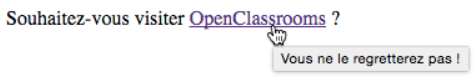 Souhaitez-vous visiter OpenClassrooms ?
Vous ne le regretterez pas !